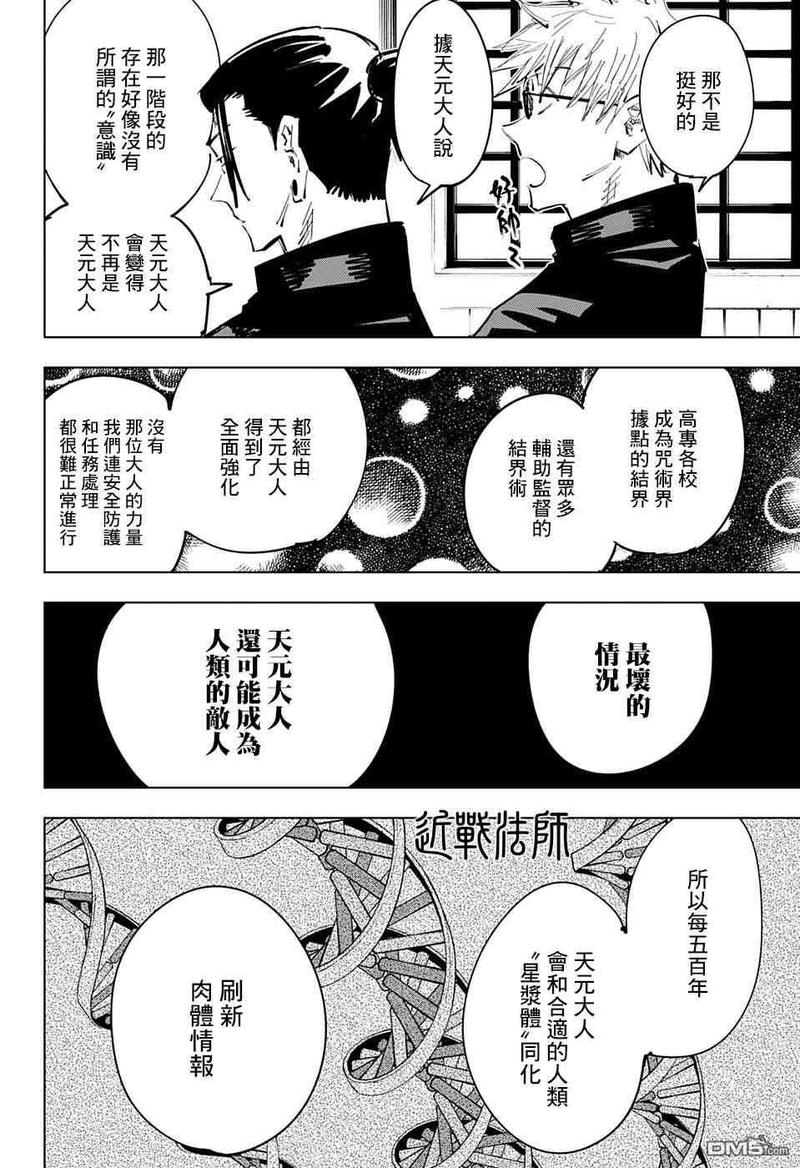 那不是
挺好的
好帥～
據天元大人說
那一階段的
存在好像沒有
所謂的〝意識〞
天元大人
會變得
不再是
天元大人
高專各校
成為咒術界
據點的結界
還有眾多
輔助監督的
結界術
都經由
天元大人
得到了
全面強化
沒有
那位大人的力量
我們連安全防護
和任務處理
都很難正常進行
最壞的
情況
天元大人
還可能成為
人類的敵人
近戰法師
所以每五百年
天元大人
會和合適的人類
〝星漿體〞同化
刷新
肉體情報
DM5.com